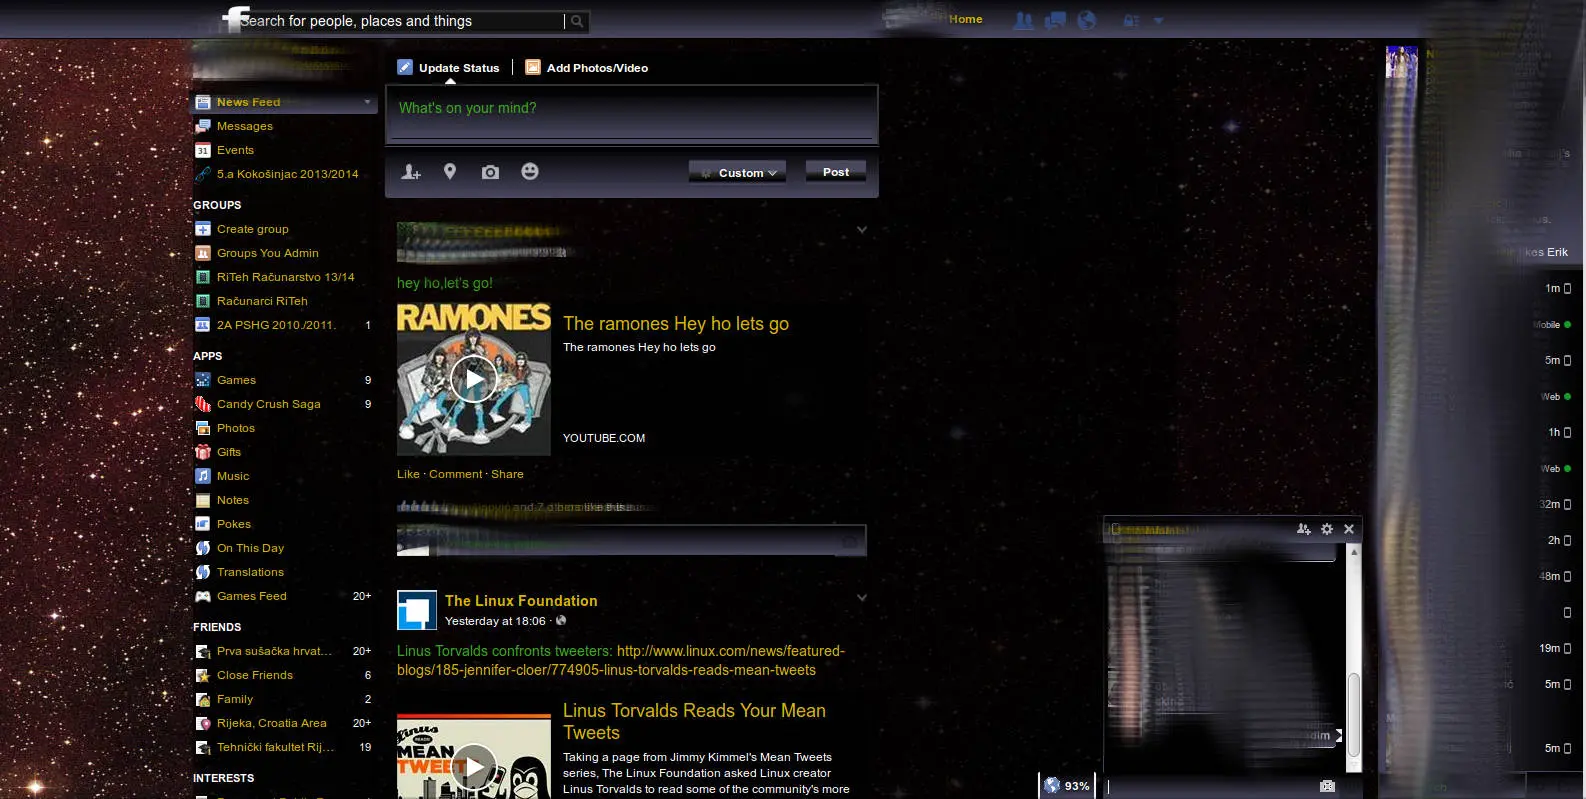 Search for people, places and things
Home
News Feed
Messages
Events
5.a Kokošinjac 2013/2014
GROUPS
Create group
Groups You Admin
RiTeh Računarstvo 13/14
Računarci RiTeh
2A PSHG 2010./2011. 1
APPS
Games 9
Candy Crush Saga 9
Photos
Gifts
Music
Notes
Pokes
On This Day
Translations
Games Feed 20+
FRIENDS
Prva sušačka hrvat... 20+
Close Friends 6
Family 2
Rijeka, Croatia Area 20+
Tehnički fakultet Rij... 19
INTERESTS
Update Status
Add Photos/Video
What's on your mind?
Custom
Post
hey ho,let's go!
RAMONES
The ramones Hey ho lets go
The ramones Hey ho lets go
YOUTUBE.COM
Like · Comment · Share
and 7 others like this.
The Linux Foundation
Yesterday at 18:06 ·
Linus Torvalds confronts tweeters: http://www.linux.com/news/featured-
blogs/185-jennifer-cloer/774905-linus-torvalds-reads-mean-tweets
Linus
READS
MEAN
TWEET
Linus Torvalds Reads Your Mean
Tweets
Taking a page from Jimmy Kimmel's Mean Tweets
series, The Linux Foundation asked Linux creator
Linus Torvalds to read some of the community's more
93%
likes Erik
1m
Mobile
5m
Web
1h
Web
32m
2h
48m
19m
5m
5m